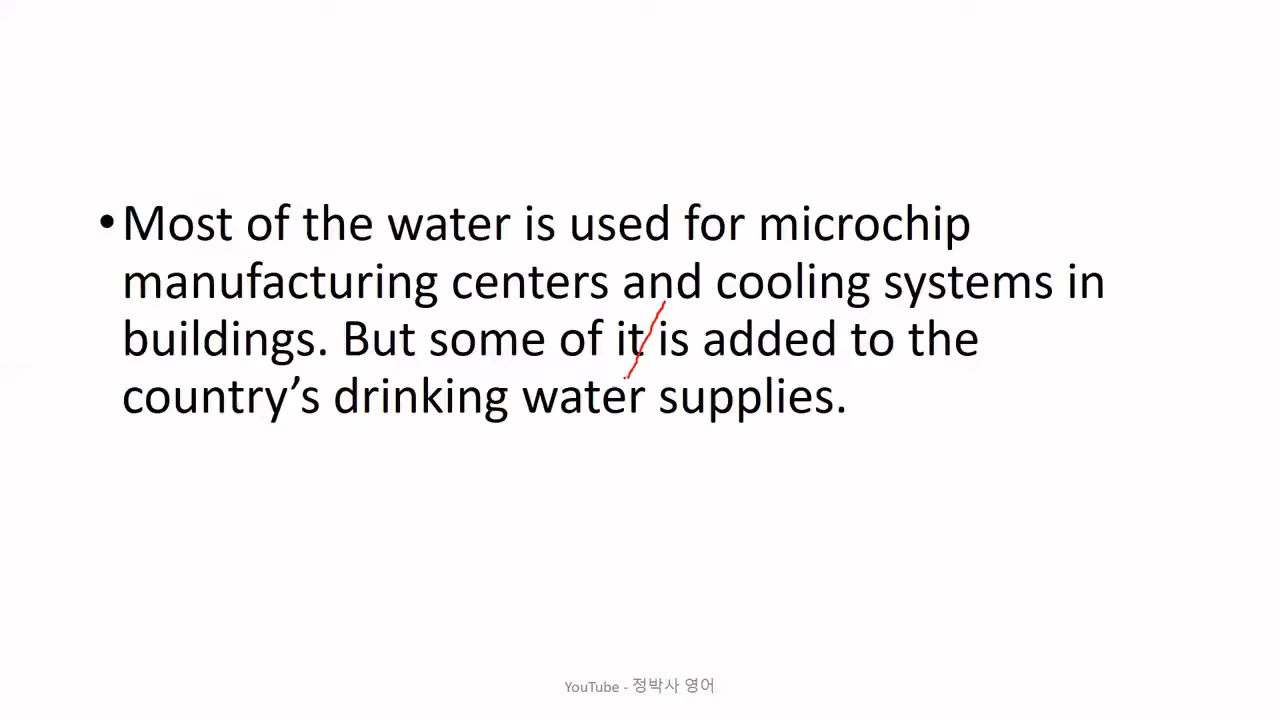 •Most of the water is used for microchip
manufacturing centers and cooling systems in
buildings. But some of it is added to the
country’s drinking water supplies.
YouTube - 정박사 영어